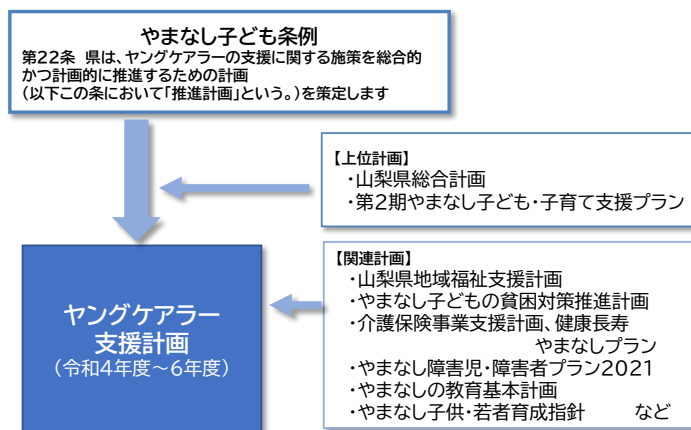 やまなし子ども条例
第22条 県は、ヤングケアラーの支援に関する施策を総合的
かつ計画的に推進するための計画
(以下この条において「推進計画」という。)を策定します
【上位計画】
・山梨県総合計画
・第2期やまなし子ども・子育て支援プラン
ヤングケアラー
支援計画
(令和4年度～6年度)
【関連計画】
・山梨県地域福祉支援計画
・やまなし子どもの貧困対策推進計画
・介護保険事業支援計画、健康長寿
やまなしプラン
・やまなし障害児・障害者プラン2021
・やまなしの教育基本計画
・やまなし子供・若者育成指針 など